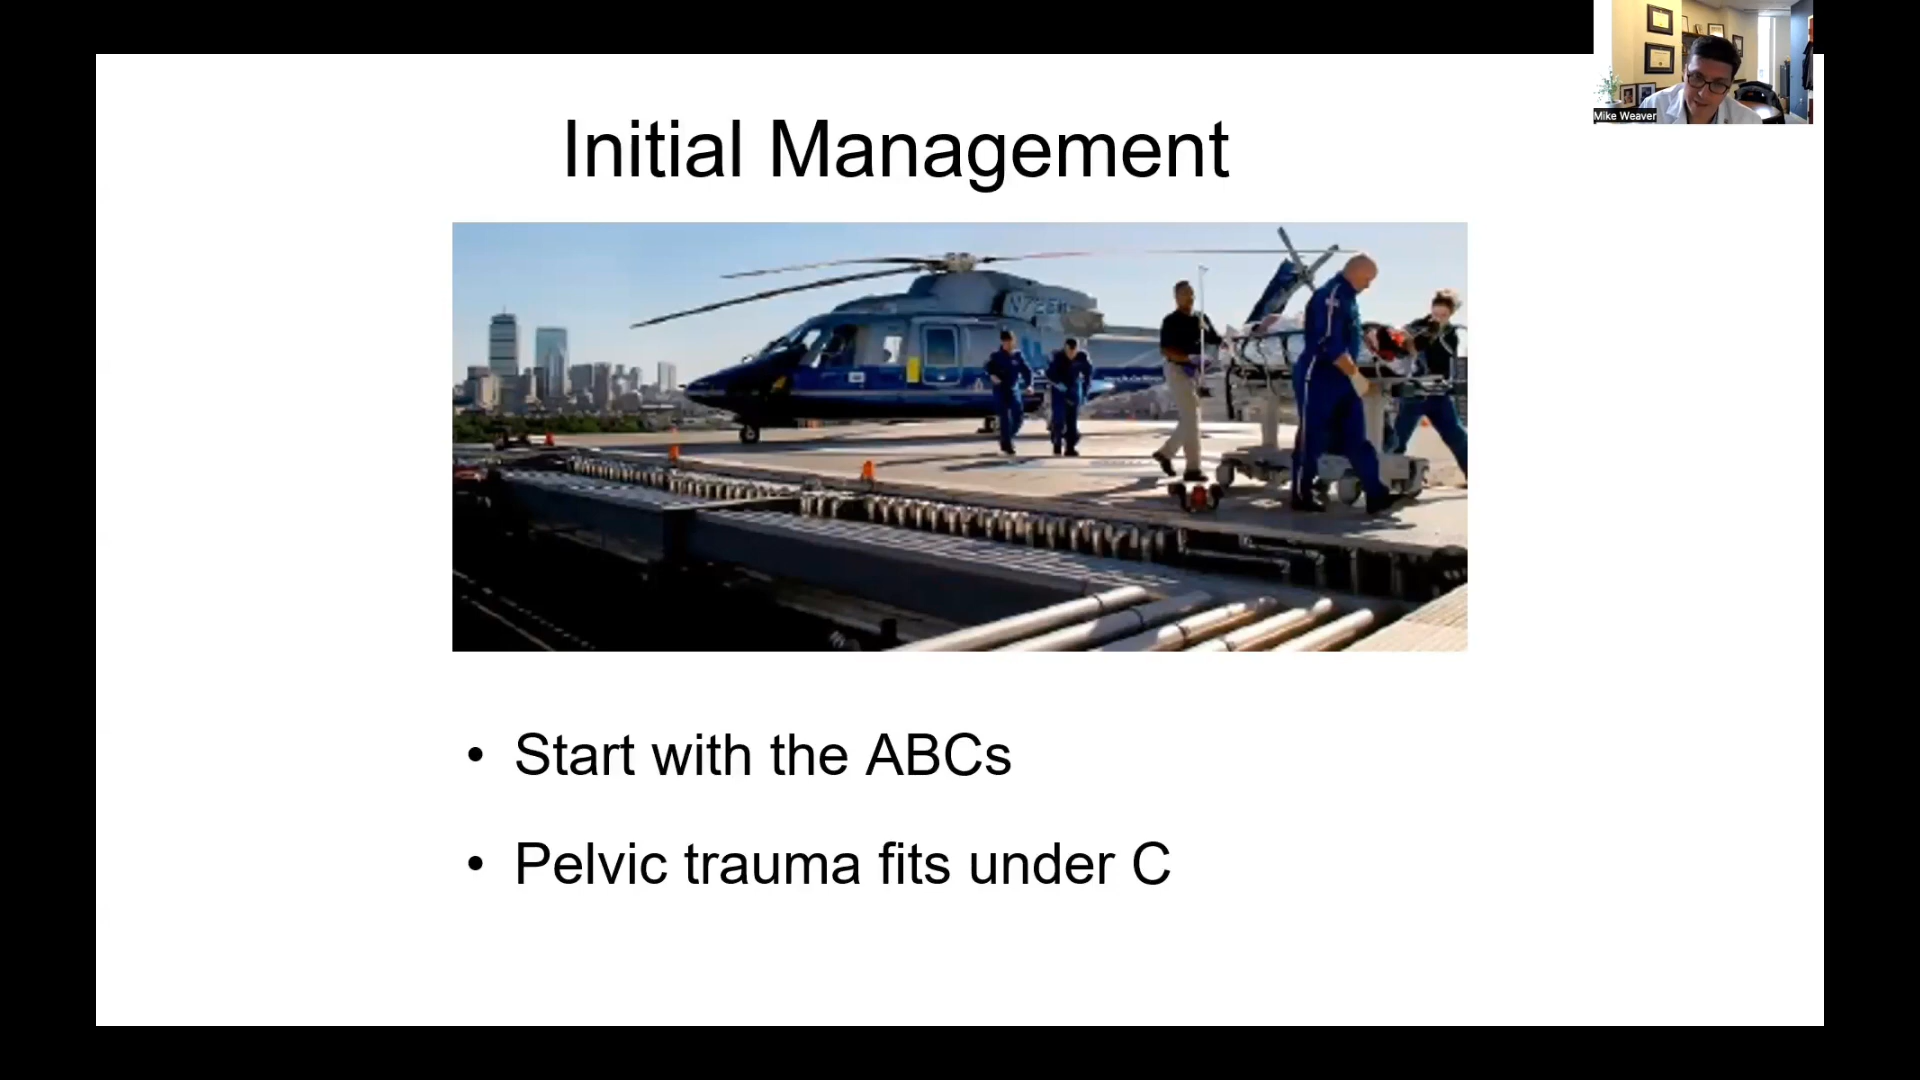 Initial Management
Mike Weaver
• Start with the ABCs
• Pelvic trauma fits under C